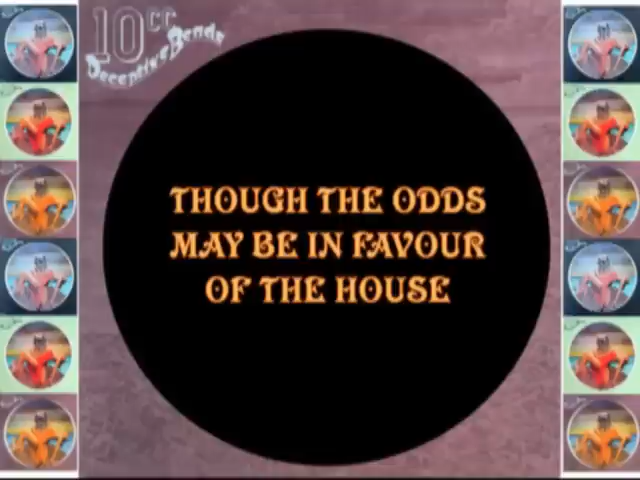 10cc
Deceptive Bends
THOUGH THE ODDS
MAY BE IN FAVOUR
OF THE HOUSE